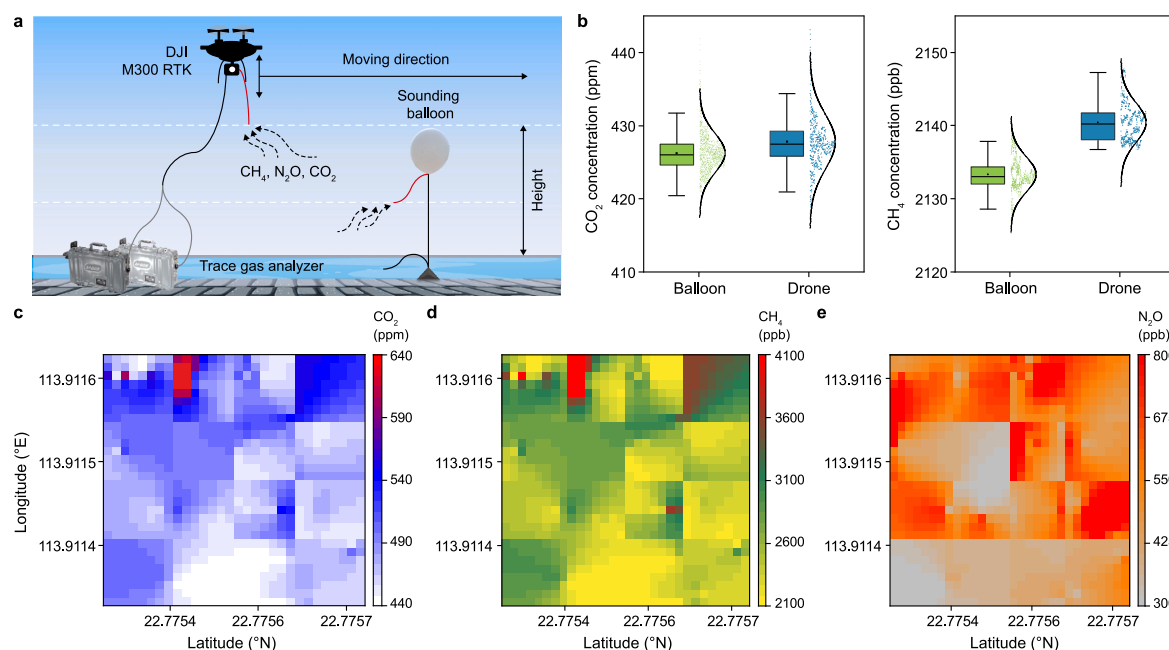 a
DJI
M300 RTK
Moving direction
Sounding
balloon
CH₄, N₂O, CO₂
Height
Trace gas analyzer
b
CO₂ concentration (ppm)
440
430
420
410
Balloon
Drone
CH₄ concentration (ppb)
2150
2140
2130
2120
Balloon
Drone
c
CO₂
(ppm)
640
590
540
490
440
Longitude (°E)
113.9116
113.9115
113.9114
22.7754
22.7756
22.7757
Latitude (°N)
d
CH₄
(ppb)
4100
3600
3100
2600
2100
113.9116
113.9115
113.9114
22.7754
22.7756
22.7757
Latitude (°N)
e
N₂O
(ppb)
113.9116
113.9115
113.9114
22.7754
22.7756
22.7757
Latitude (°N)